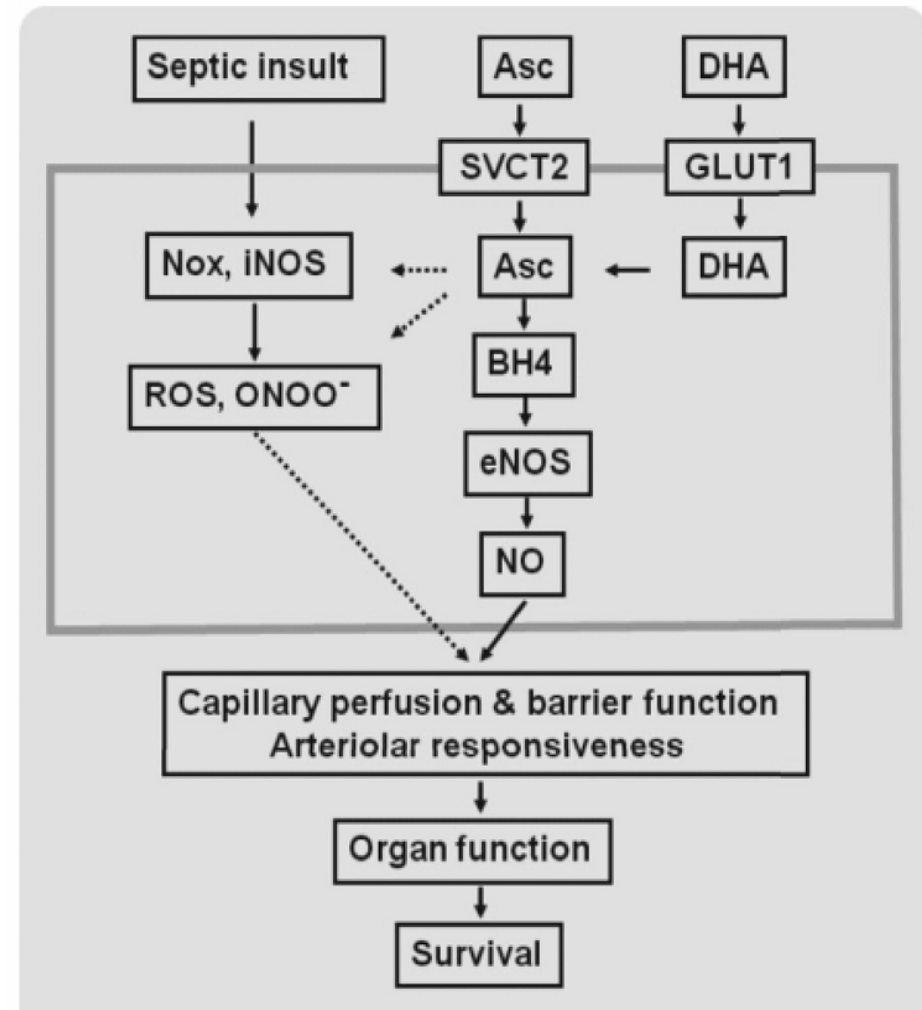 Septic insult
Asc
DHA
SVCT2
GLUT1
Nox, iNOS
Asc
DHA
BH4
ROS, ONOO⁻
eNOS
NO
Capillary perfusion & barrier function
Arteriolar responsiveness
Organ function
Survival